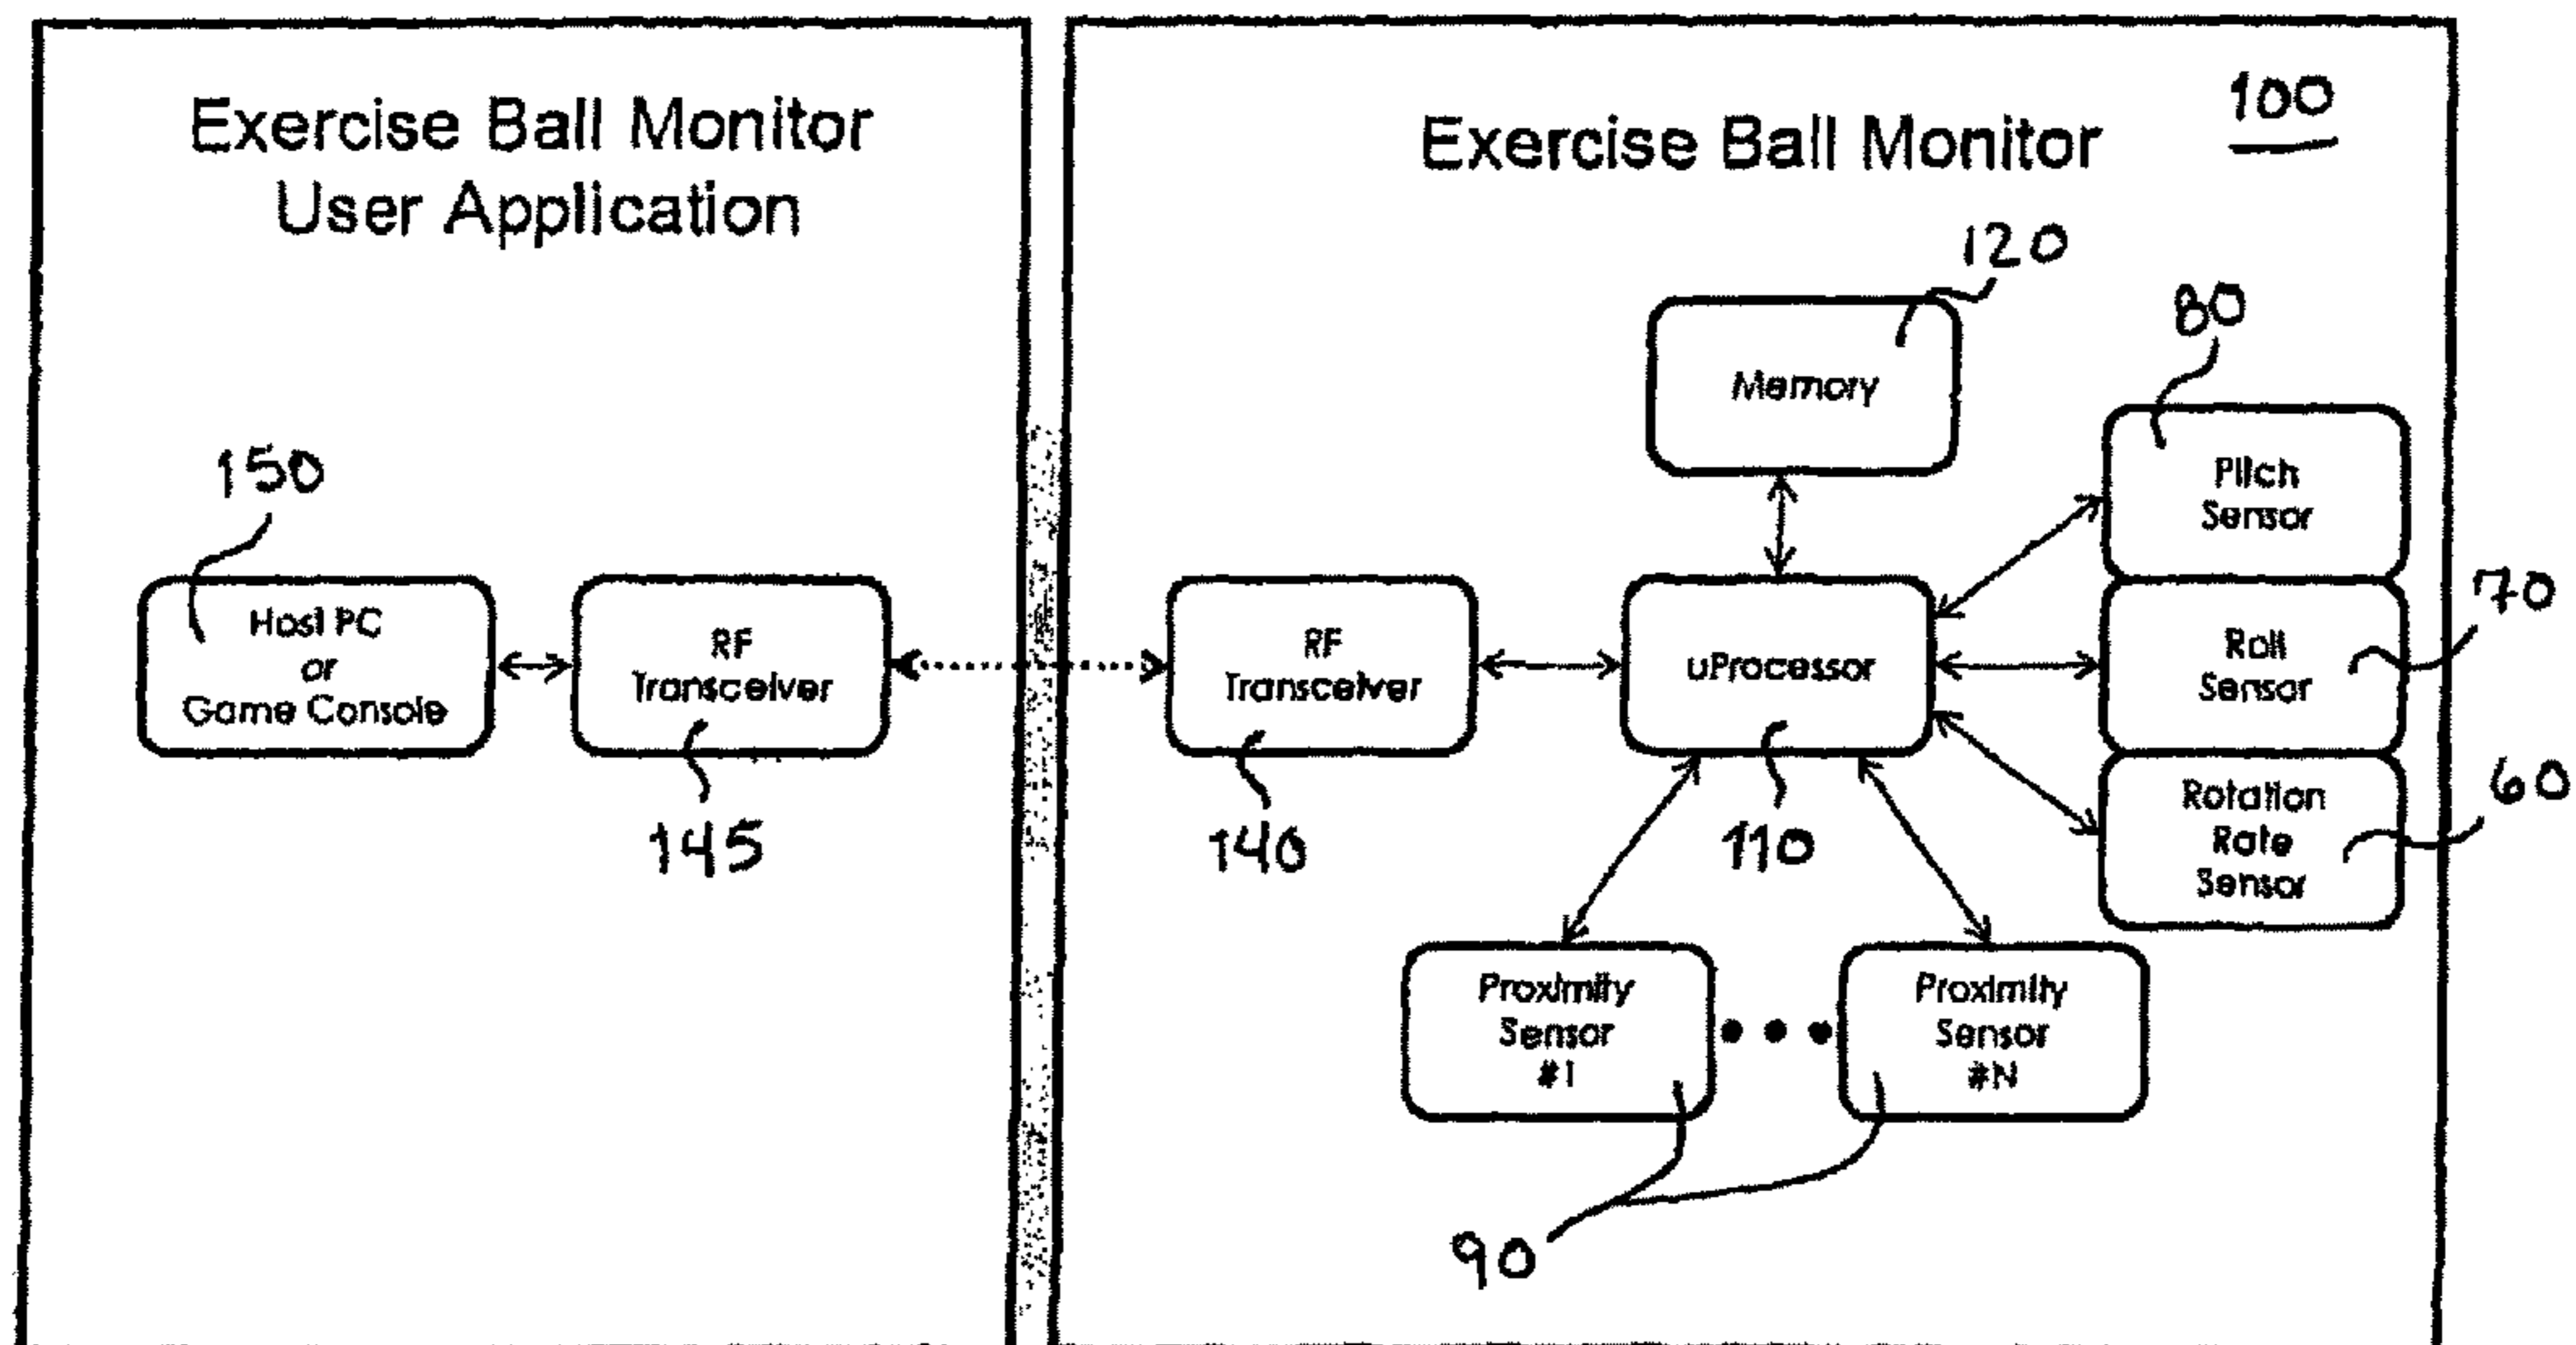 Exercise Ball Monitor
User Application
150
Host PC
or
Game Console
RF
Transceiver
145
Exercise Ball Monitor
100
120
Memory
80
Pitch
Sensor
70
Roll
Sensor
60
Rotation
Rate
Sensor
RF
Transceiver
140
uProcessor
110
Proximity
Sensor
#1
Proximity
Sensor
#N
90